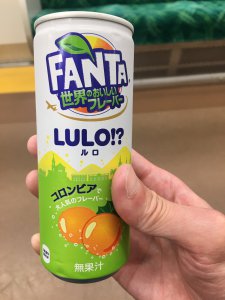 FANTA
世界のおいしい
フレーバー
LULO!?
ルロ
コロンビアで
大人気のフレーバー
無果汁